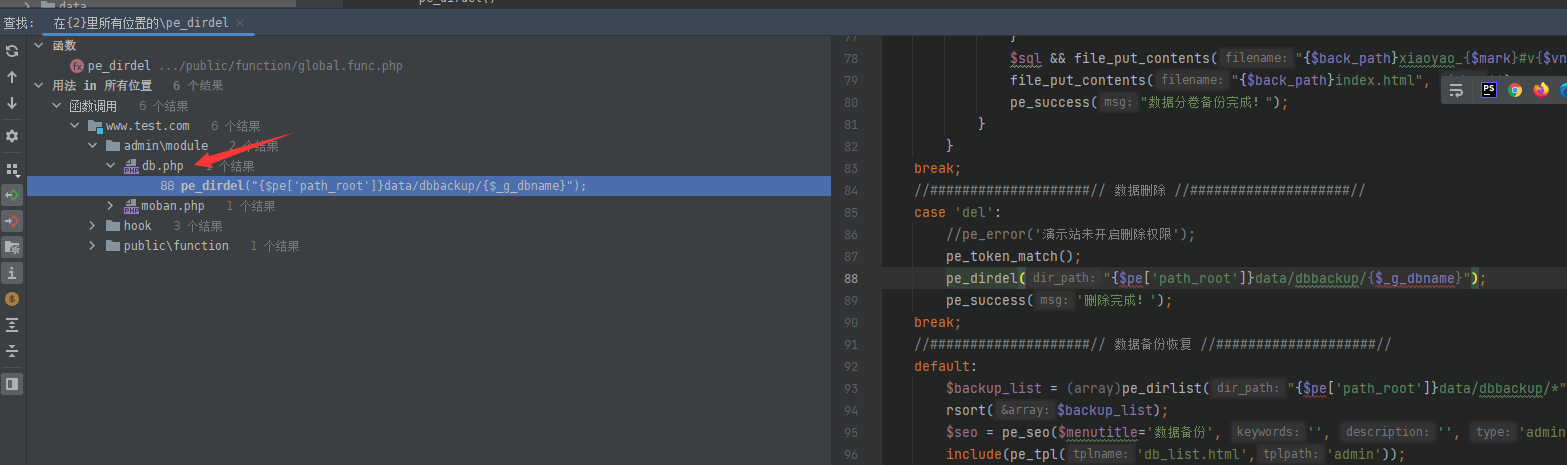 data
pe_dirdel()
查找: 在{2}里所有位置的\pe_dirdel ×
函数
pe_dirdel .../public/function/global.func.php
用法 in 所有位置 6 个结果
函数调用 6 个结果
www.test.com 6 个结果
admin\module 2 个结果
db.php 个结果
88 pe_dirdel("{$pe['path_root']}data/dbbackup/{$_g_dbname}");
moban.php 1 个结果
hook 3 个结果
public\function 1 个结果
77 }
78 $sql && file_put_contents( filename: "{$back_path}xiaoyao_{$mark}#v{$vn
79 file_put_contents( filename: "{$back_path}index.html",
80 pe_success( msg: "数据分卷备份完成！");
81 }
82 }
83 break;
84 //####################// 数据删除 //####################//
85 case 'del':
86 //pe_error('演示站未开启删除权限');
87 pe_token_match();
88 pe_dirdel( dir_path: "{$pe['path_root']}data/dbbackup/{$_g_dbname}");
89 pe_success( msg: '删除完成！');
90 break;
91 //####################// 数据备份恢复 //####################//
92 default:
93 $backup_list = (array)pe_dirlist( dir_path: "{$pe['path_root']}data/dbbackup/*"
94 rsort( &array: $backup_list);
95 $seo = pe_seo($menutitle='数据备份', keywords: '', description: '', type: 'admin
96 include(pe_tpl( tplname: 'db_list.html', tplpath: 'admin'));